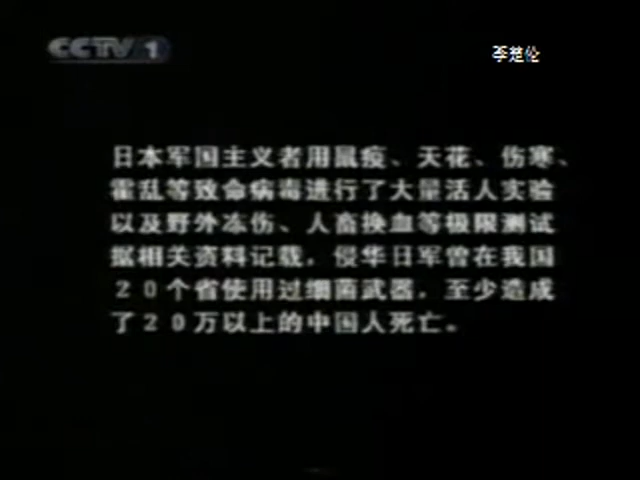 CCTV 1
李楚伦
日本军国主义者用鼠疫、天花、伤寒、
霍乱等致命病毒进行了大量活人实验
以及野外冻伤、人畜换血等极限测试
据相关资料记载，侵华日军曾在我国
20个省使用过细菌武器，至少造成
了20万以上的中国人死亡。